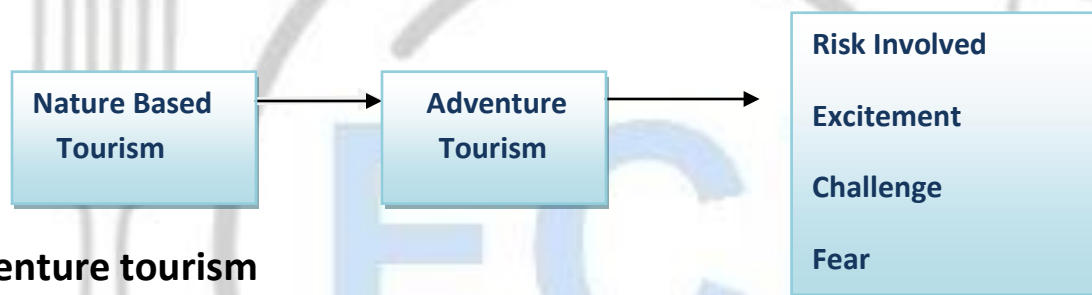 Nature Based
Tourism
Adventure
Tourism
Risk Involved
Excitement
Challenge
Fear
enture tourism